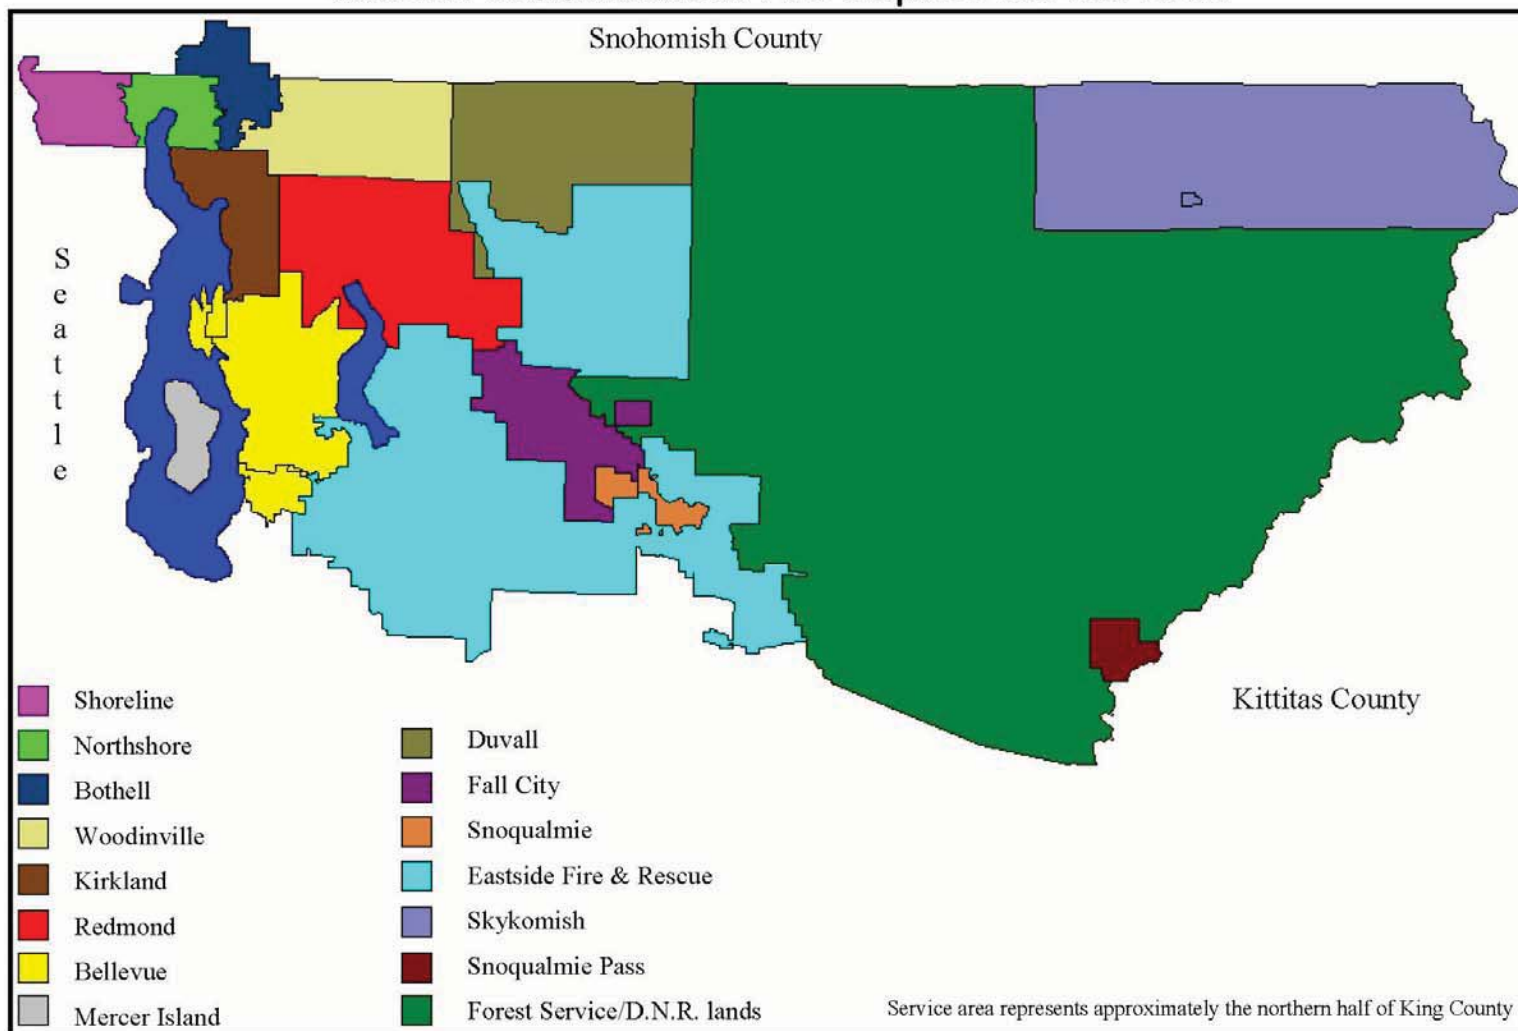 Snohomish County
Seattle
Kittitas County
Shoreline
Northshore
Bothell
Woodinville
Kirkland
Redmond
Bellevue
Mercer Island
Duvall
Fall City
Snoqualmie
Eastside Fire & Rescue
Skykomish
Snoqualmie Pass
Forest Service/D.N.R. lands
Service area represents approximately the northern half of King County